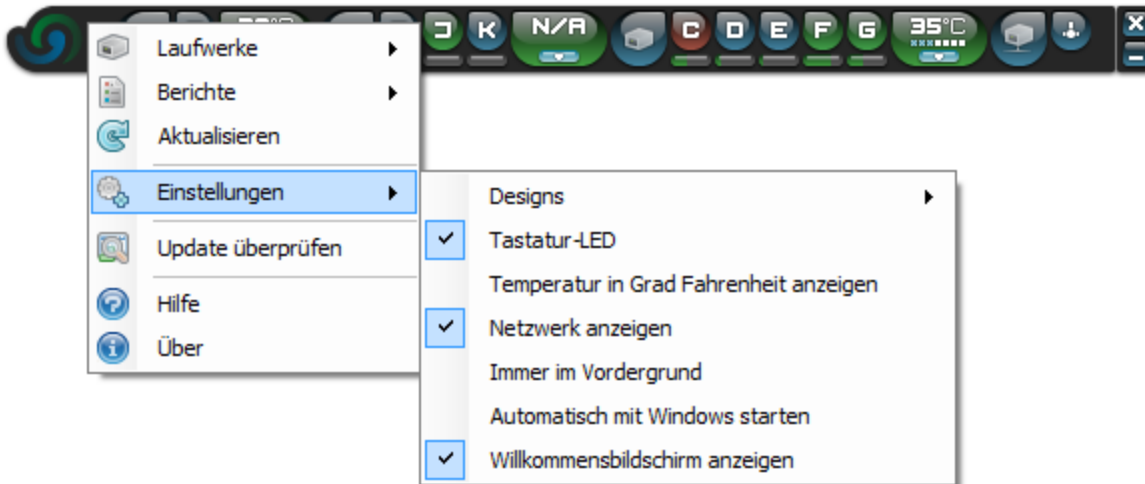 J K N/A C D E F G 35°C
Laufwerke
Berichte
Aktualisieren
Einstellungen
Update überprüfen
Hilfe
Über
Designs
Tastatur-LED
Temperatur in Grad Fahrenheit anzeigen
Netzwerk anzeigen
Immer im Vordergrund
Automatisch mit Windows starten
Willkommensbildschirm anzeigen